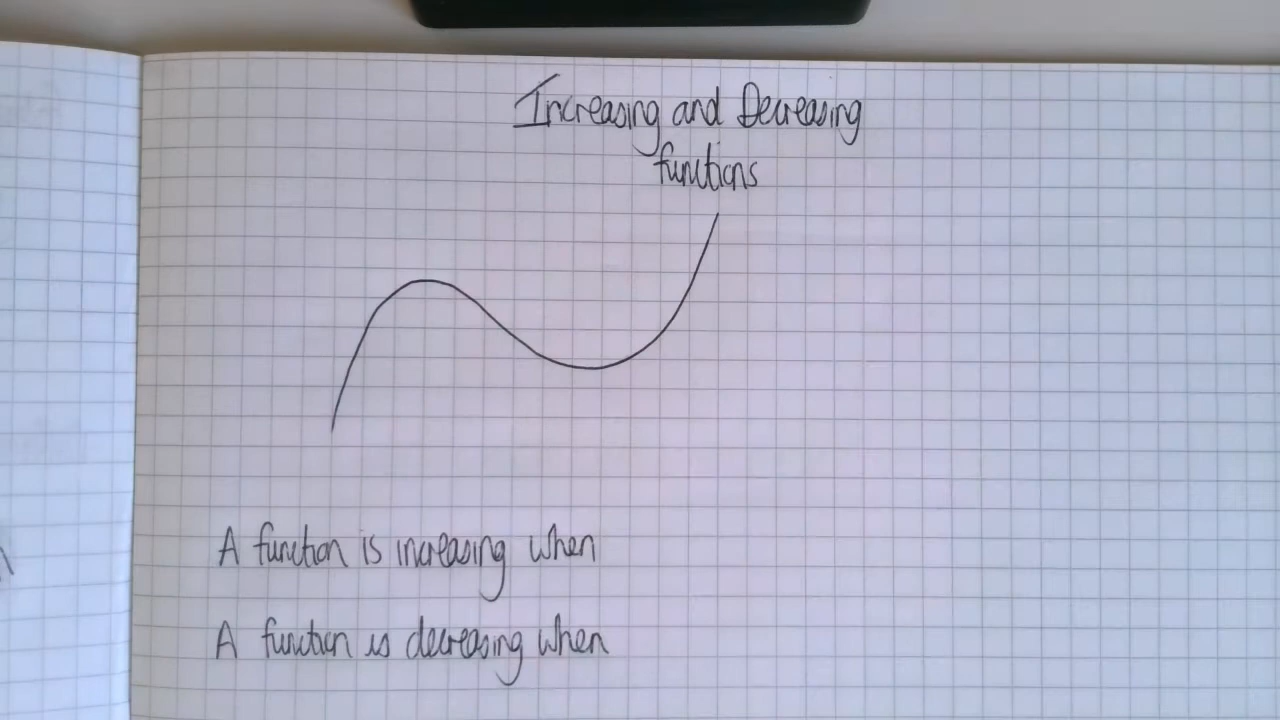 Increasing and Decreasing
functions
A function is increasing when
A function is decreasing when